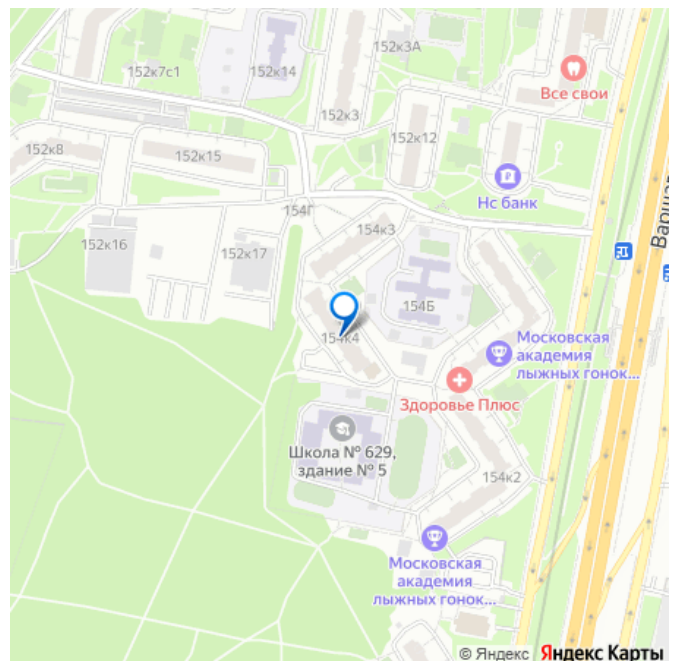 152к3А
152к7с1
152к14
Все свои
152к3
152к12
152к8
152к15
Нс банк
154Г
154к3
152к16
152к17
154Б
154к4
Московская
академия
лыжных гонок...
Здоровье Плюс
Школа № 629,
здание № 5
154к2
Московская
академия
лыжных гонок...
© Яндекс Яндекс Карты